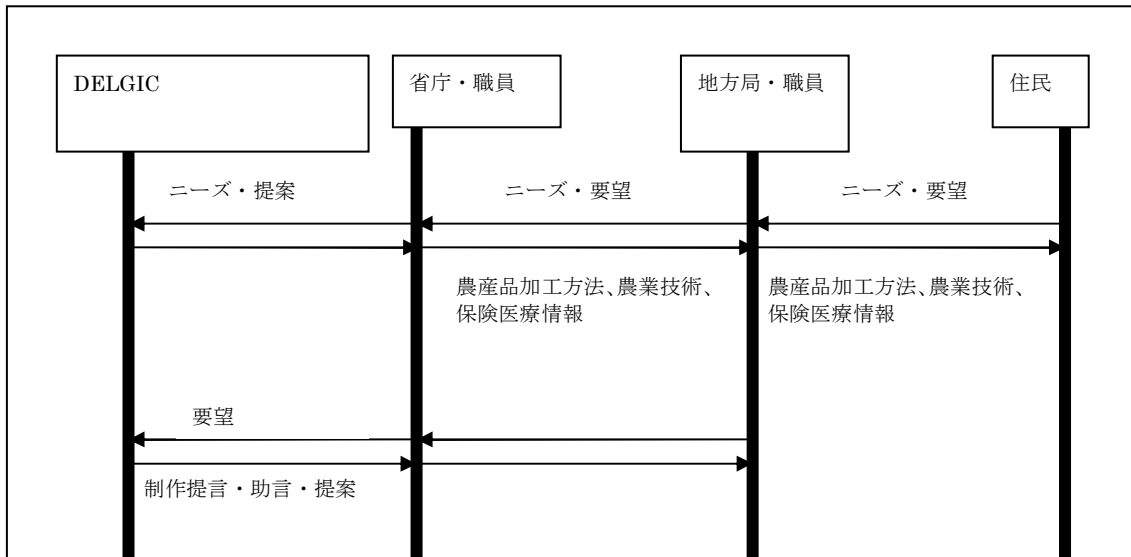 DELGIC
省庁・職員
地方局・職員
住民
ニーズ・提案
ニーズ・要望
ニーズ・要望
農産品加工方法、農業技術、
保険医療情報
農産品加工方法、農業技術、
保険医療情報
要望
制作提言・助言・提案